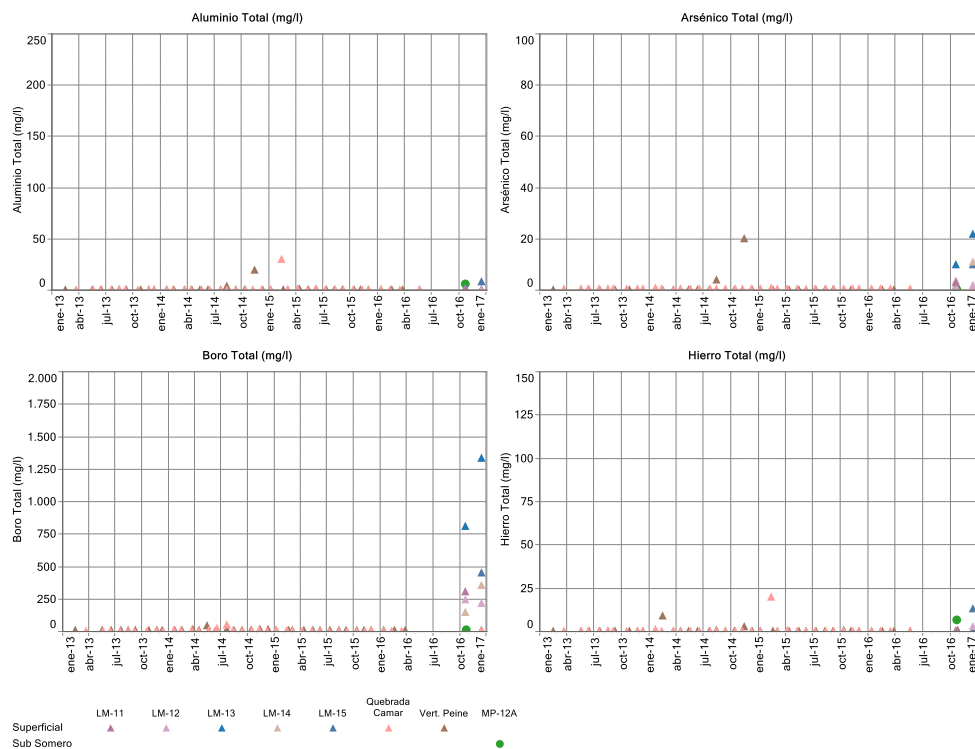 Aluminio Total (mg/l)
Arsénico Total (mg/l)
Aluminio Total (mg/l)
250
200
150
100
50
0
ene-13
abr-13
jul-13
oct-13
ene-14
abr-14
jul-14
oct-14
ene-15
abr-15
jul-15
oct-15
ene-16
abr-16
jul-16
oct-16
ene-17
Arsénico Total (mg/l)
100
80
60
40
20
0
ene-13
abr-13
jul-13
oct-13
ene-14
abr-14
jul-14
oct-14
ene-15
abr-15
jul-15
oct-15
ene-16
abr-16
jul-16
oct-16
ene-17
Boro Total (mg/l)
Hierro Total (mg/l)
Boro Total (mg/l)
2.000
1.750
1.500
1.250
1.000
750
500
250
0
ene-13
abr-13
jul-13
oct-13
ene-14
abr-14
jul-14
oct-14
ene-15
abr-15
jul-15
oct-15
ene-16
abr-16
jul-16
oct-16
ene-17
Hierro Total (mg/l)
150
125
100
75
50
25
0
ene-13
abr-13
jul-13
oct-13
ene-14
abr-14
jul-14
oct-14
ene-15
abr-15
jul-15
oct-15
ene-16
abr-16
jul-16
oct-16
ene-17
LM-11 LM-12 LM-13 LM-14 LM-15 Quebrada Camar Vert. Peine MP-12A
Superficial
Sub Somero